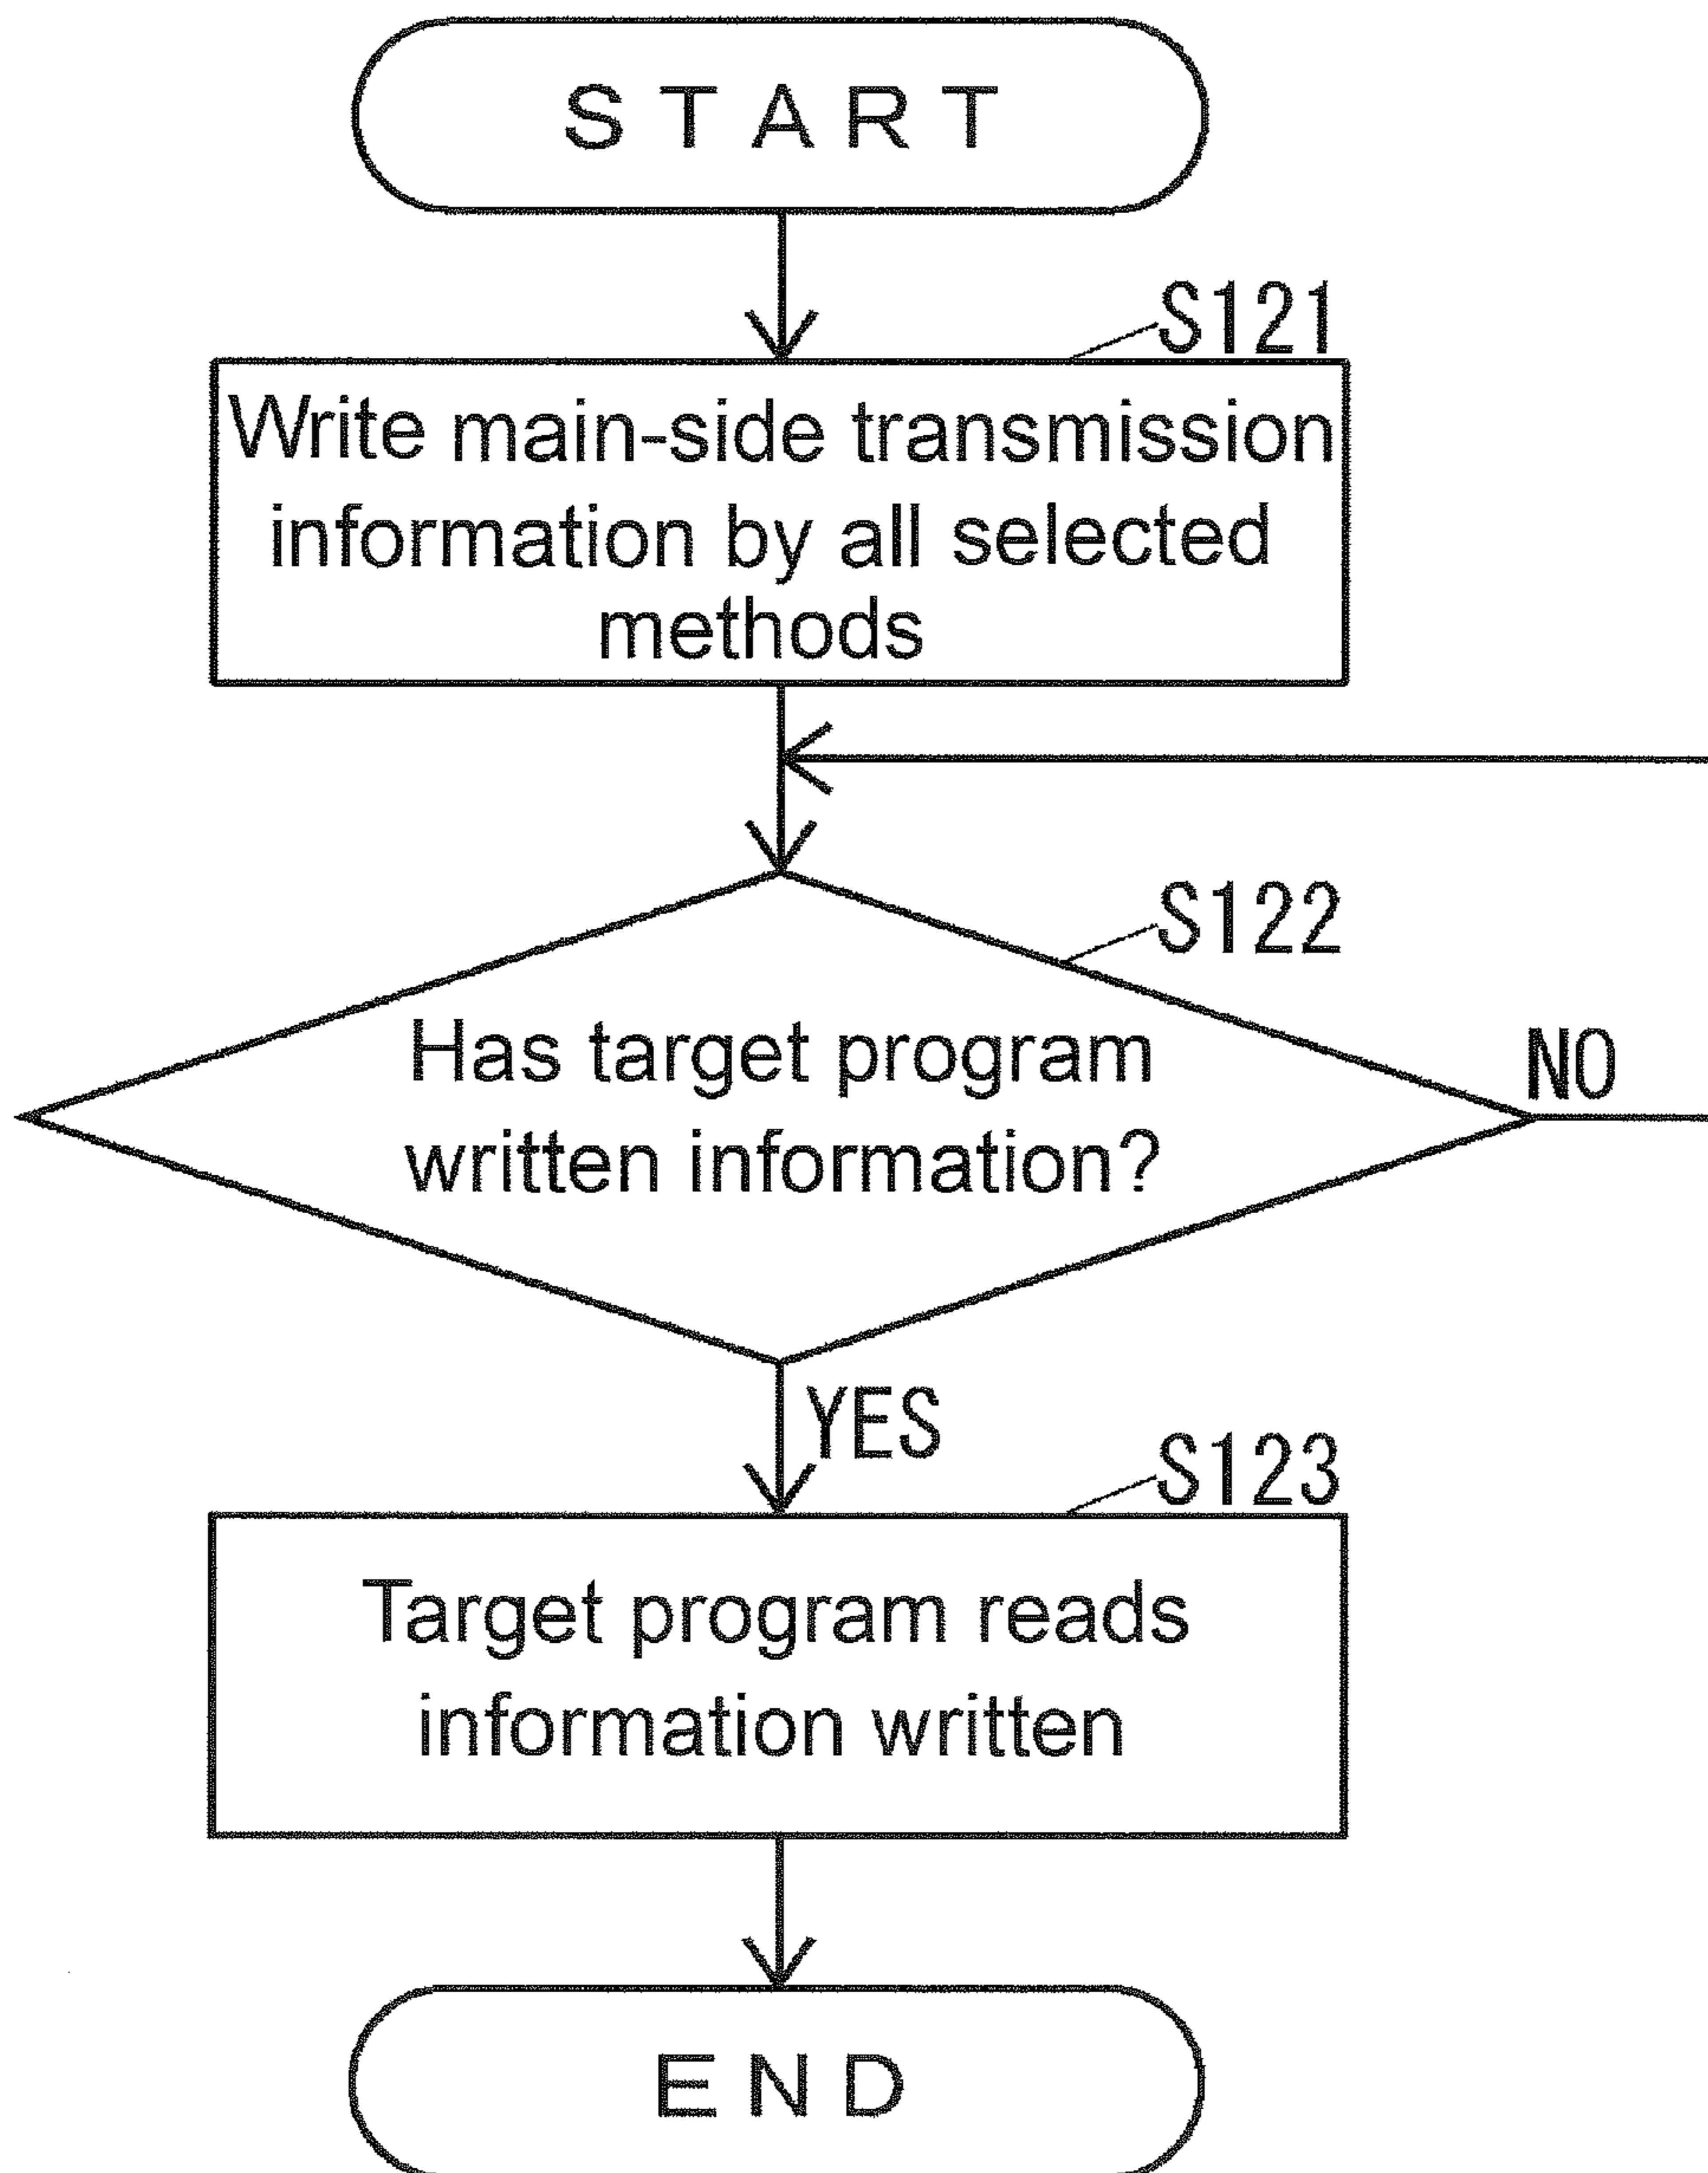 START
S121
Write main-side transmission
information by all selected
methods
S122
Has target program
written information?
NO
YES
S123
Target program reads
information written
END